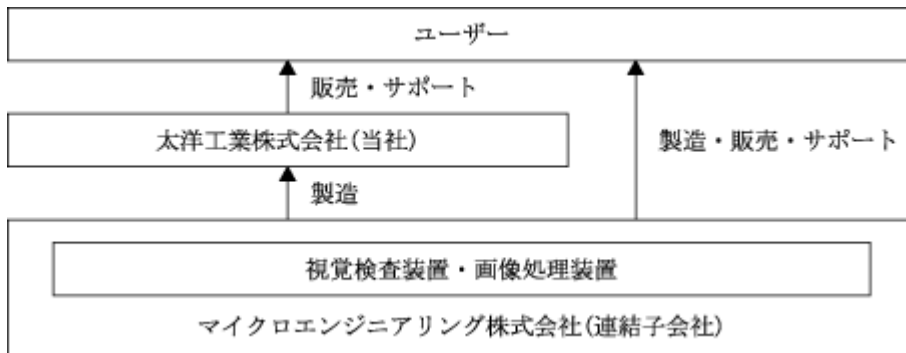 ユーザー
販売・サポート
太洋工業株式会社(当社)
製造・販売・サポート
製造
視覚検査装置・画像処理装置
マイクロエンジニアリング株式会社(連結子会社)